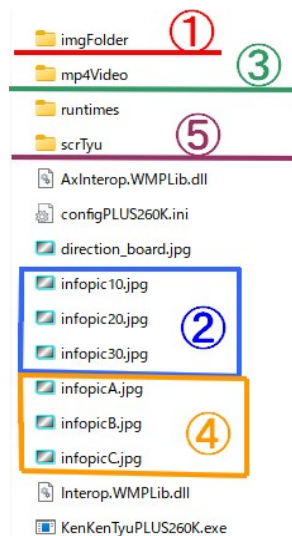 imgFolder ①
mp4Video ③
runtimes
scrTyu ⑤
AxInterop.WMPLib.dll
configPLUS260K.ini
direction_board.jpg
infopic10.jpg
infopic20.jpg ②
infopic30.jpg
infopicA.jpg
infopicB.jpg ④
infopicC.jpg
Interop.WMPLib.dll
KenKenTyuPLUS260K.exe